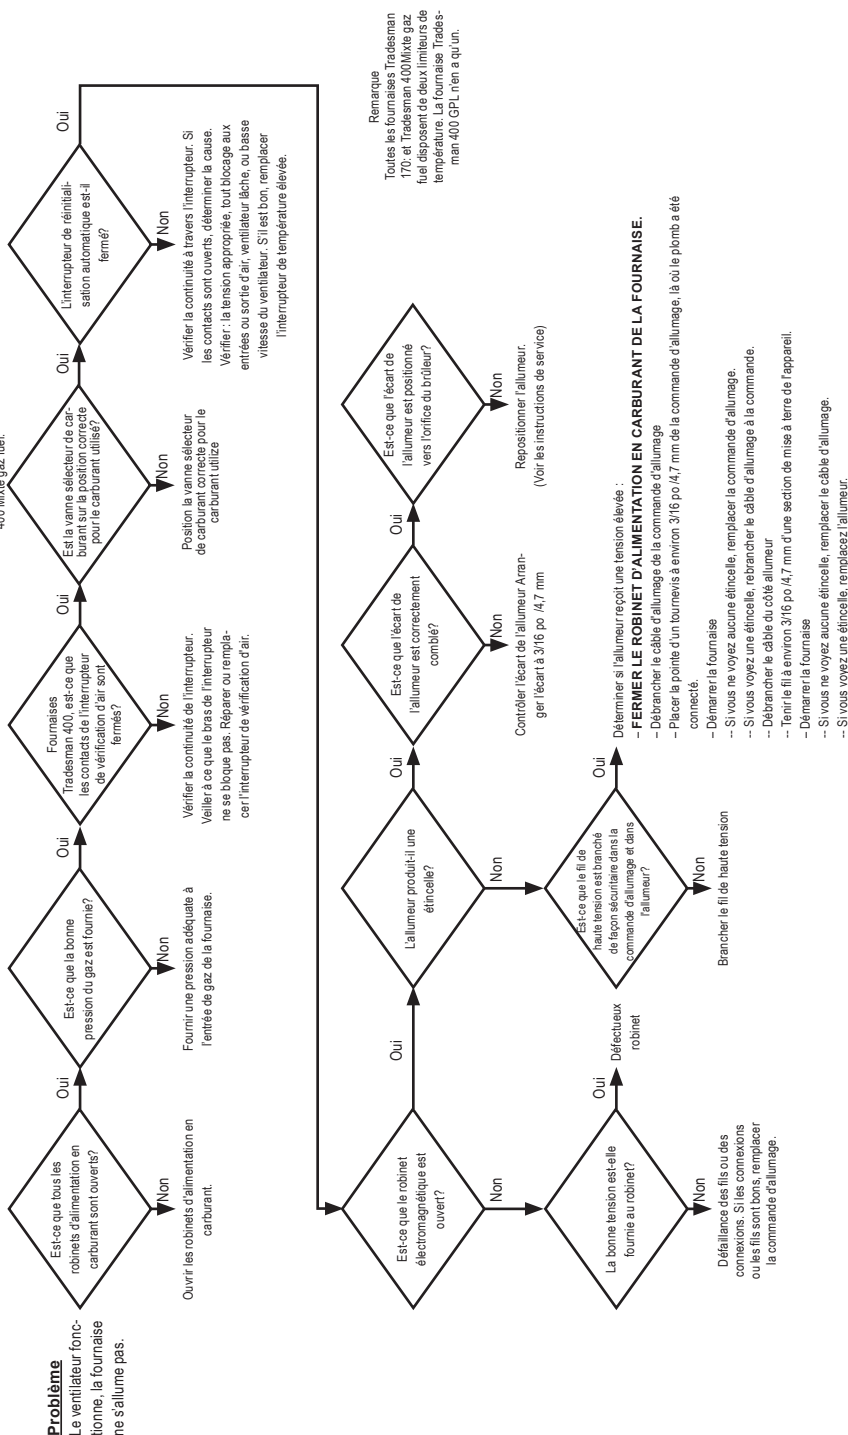 Problème
Le ventilateur fonc-
tionne, la fournaise
ne s'allume pas.
Est-ce que tous les
robinets d'alimentation en
carburant sont ouverts?
Oui
Non
Ouvrir les robinets d'alimentation en
carburant.
Est-ce que la bonne
pression du gaz est fournie?
Oui
Non
Fournir une pression adéquate à
l'entrée de gaz de la fournaise.
Fournaises
Tradesman 400, est-ce que
les contacts de l'interrupteur
de vérification d'air sont
fermés?
Oui
Non
Vérifier la continuité de l'interrupteur.
Veiller à ce que le bras de l'interrupteur
ne se bloque pas. Réparer ou rempla-
cer l'interrupteur de vérification d'air.
400 Mixte gaz fuel.
Est la vanne sélecteur de car-
burant sur la position correcte
pour le carburant utilisé?
Oui
Non
Position la vanne sélecteur
de carburant correcte pour le
carburant utilize
L'interrupteur de réinitiali-
sation automatique est-il
fermé?
Oui
Non
Vérifier la continuité à travers l'interrupteur. Si
les contacts sont ouverts, déterminer la cause.
Vérifier : la tension appropriée, tout blocage aux
entrées ou sortie d'air, ventilateur lâche, ou basse
vitesse du ventilateur. S'il est bon, remplacer
l'interrupteur de température élevée.
Est-ce que le robinet
électromagnétique est
ouvert?
Oui
Non
La bonne tension est-elle
fournie au robinet?
Oui
Défectueux
robinet
Non
Défaillance des fils ou des
connexions. Si les connexions
ou les fils sont bons, remplacer
la commande d'allumage.
L'allumeur produit-il une
étincelle?
Oui
Non
Est-ce que le fil de
haute tension est branché
de façon sécuritaire dans la
commande d'allumage et dans
l'allumeur?
Oui
Non
Brancher le fil de haute tension
Déterminer si l'allumeur reçoit une tension élevée :
– FERMER LE ROBINET D'ALIMENTATION EN CARBURANT DE LA FOURNAISE.
– Débrancher le câble d'allumage de la commande d'allumage
– Placer la pointe d'un tournevis à environ 3/16 po /4,7 mm de la commande d'allumage, là où le plomb a été
connecté.
– Démarrer la fournaise
-- Si vous ne voyez aucune étincelle, remplacer la commande d'allumage.
-- Si vous voyez une étincelle, rebrancher le câble d'allumage à la commande.
-- Débrancher le câble du côté allumeur
-- Tenir le fil à environ 3/16 po /4,7 mm d'une section de mise à terre de l'appareil.
– Démarrer la fournaise
-- Si vous ne voyez aucune étincelle, remplacer le câble d'allumage.
-- Si vous voyez une étincelle, remplacez l'allumeur.
Est-ce que l'écart de
l'allumeur est correctement
comblé?
Oui
Non
Contrôler l'écart de l'allumeur Arran-
ger l'écart à 3/16 po /4,7 mm
Est-ce que l'écart de
l'allumeur est positionné
vers l'orifice du brûleur?
Non
Repositionner l'allumeur.
(Voir les instructions de service)
Remarque
Toutes les fournaises Tradesman
170: et Tradesman 400Mixte gaz
fuel disposent de deux limiteurs de
température. La fournaise Trades-
man 400 GPL n'en a qu'un.